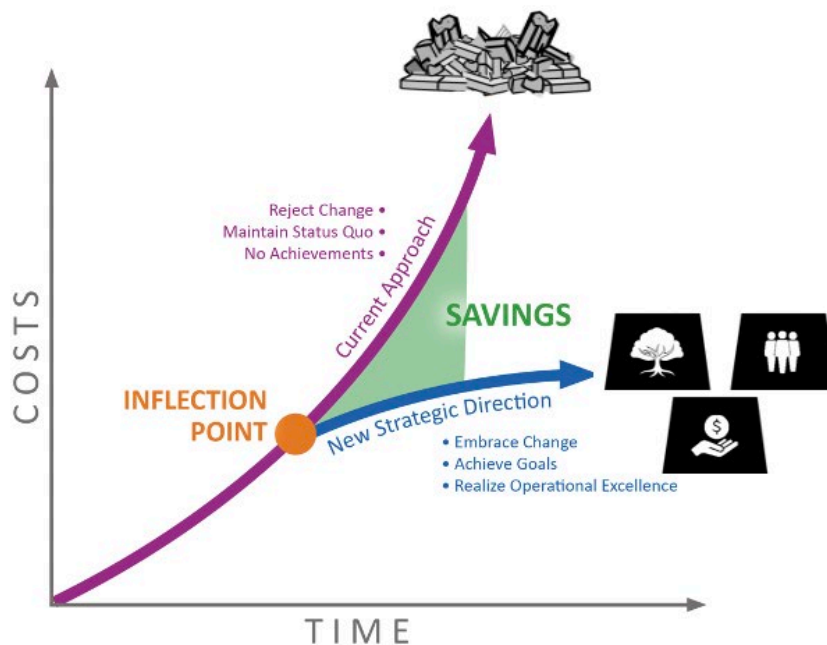 Reject Change •
Maintain Status Quo •
No Achievements •
Current Approach
SAVINGS
INFLECTION
POINT
New Strategic Direction
• Embrace Change
• Achieve Goals
• Realize Operational Excellence
$
COSTS
TIME